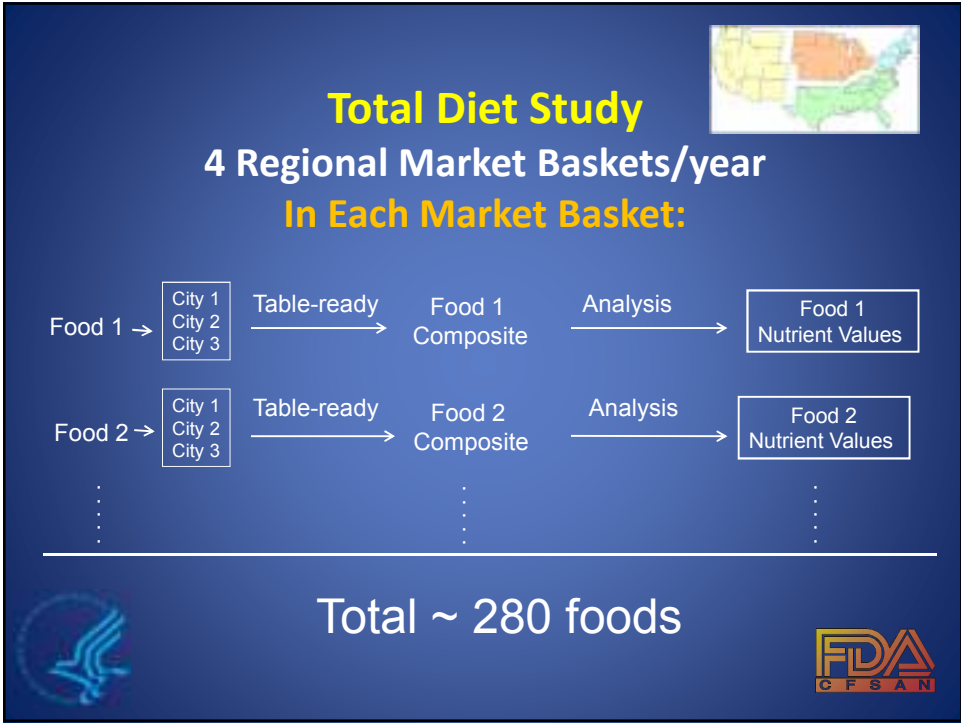 Total Diet Study
4 Regional Market Baskets/year
In Each Market Basket:
Food 1
City 1
City 2
City 3
Table-ready
Food 1
Composite
Analysis
Food 1
Nutrient Values
Food 2
City 1
City 2
City 3
Table-ready
Food 2
Composite
Analysis
Food 2
Nutrient Values
Total ~ 280 foods
FDA
CFSAN